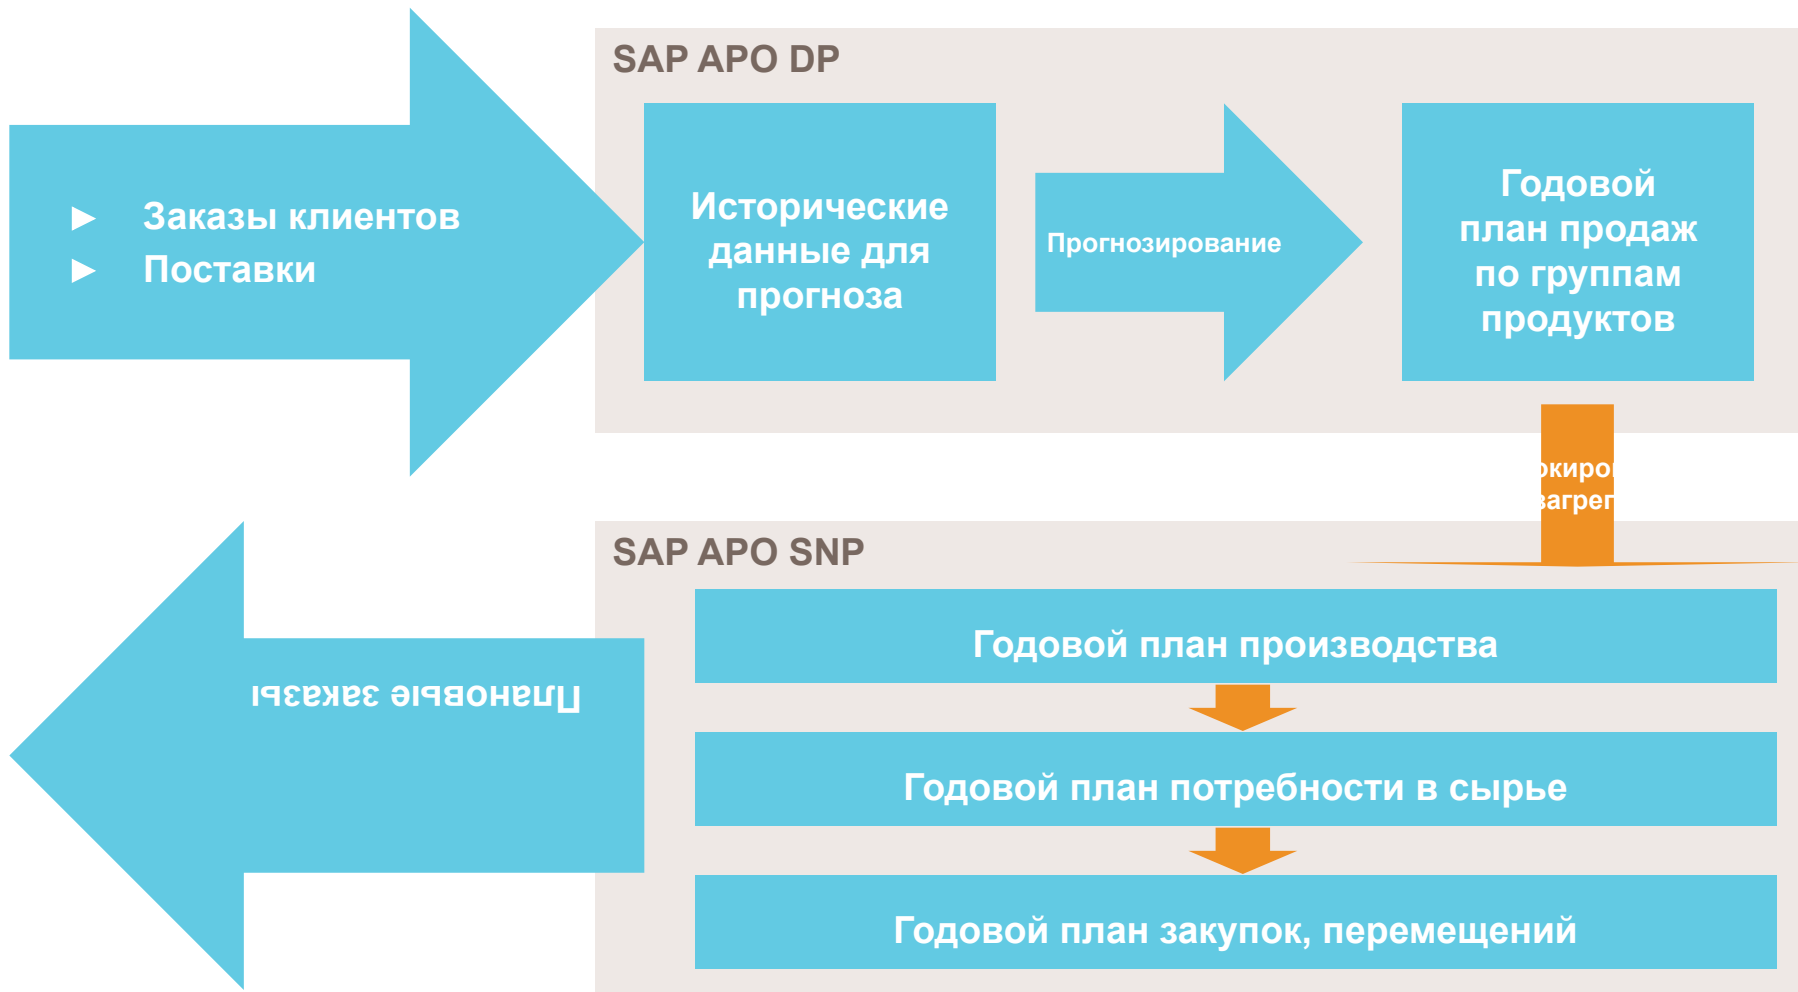 SAP APO DP
► Заказы клиентов
► Поставки
Исторические
данные для
прогноза
Прогнозирование
Годовой
план продаж
по группам
продуктов
SAP APO SNP
Плановые заказы
Годовой план производства
Годовой план потребности в сырье
Годовой план закупок, перемещений